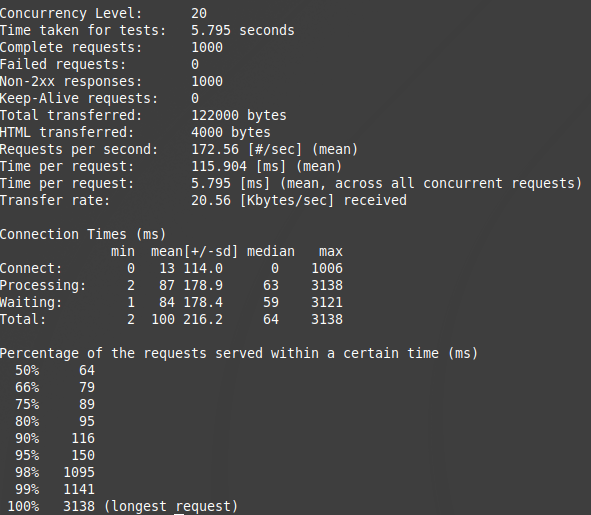 Concurrency Level:      20
Time taken for tests:   5.795 seconds
Complete requests:      1000
Failed requests:        0
Non-2xx responses:      1000
Keep-Alive requests:    0
Total transferred:      122000 bytes
HTML transferred:       4000 bytes
Requests per second:    172.56 [#/sec] (mean)
Time per request:       115.904 [ms] (mean)
Time per request:       5.795 [ms] (mean, across all concurrent requests)
Transfer rate:          20.56 [Kbytes/sec] received

Connection Times (ms)
              min  mean[+/-sd] median   max
Connect:        0   13 114.0      0    1006
Processing:     2   87 178.9     63    3138
Waiting:        1   84 178.4     59    3121
Total:          2  100 216.2     64    3138

Percentage of the requests served within a certain time (ms)
  50%     64
  66%     79
  75%     89
  80%     95
  90%    116
  95%    150
  98%   1095
  99%   1141
 100%   3138 (longest request)